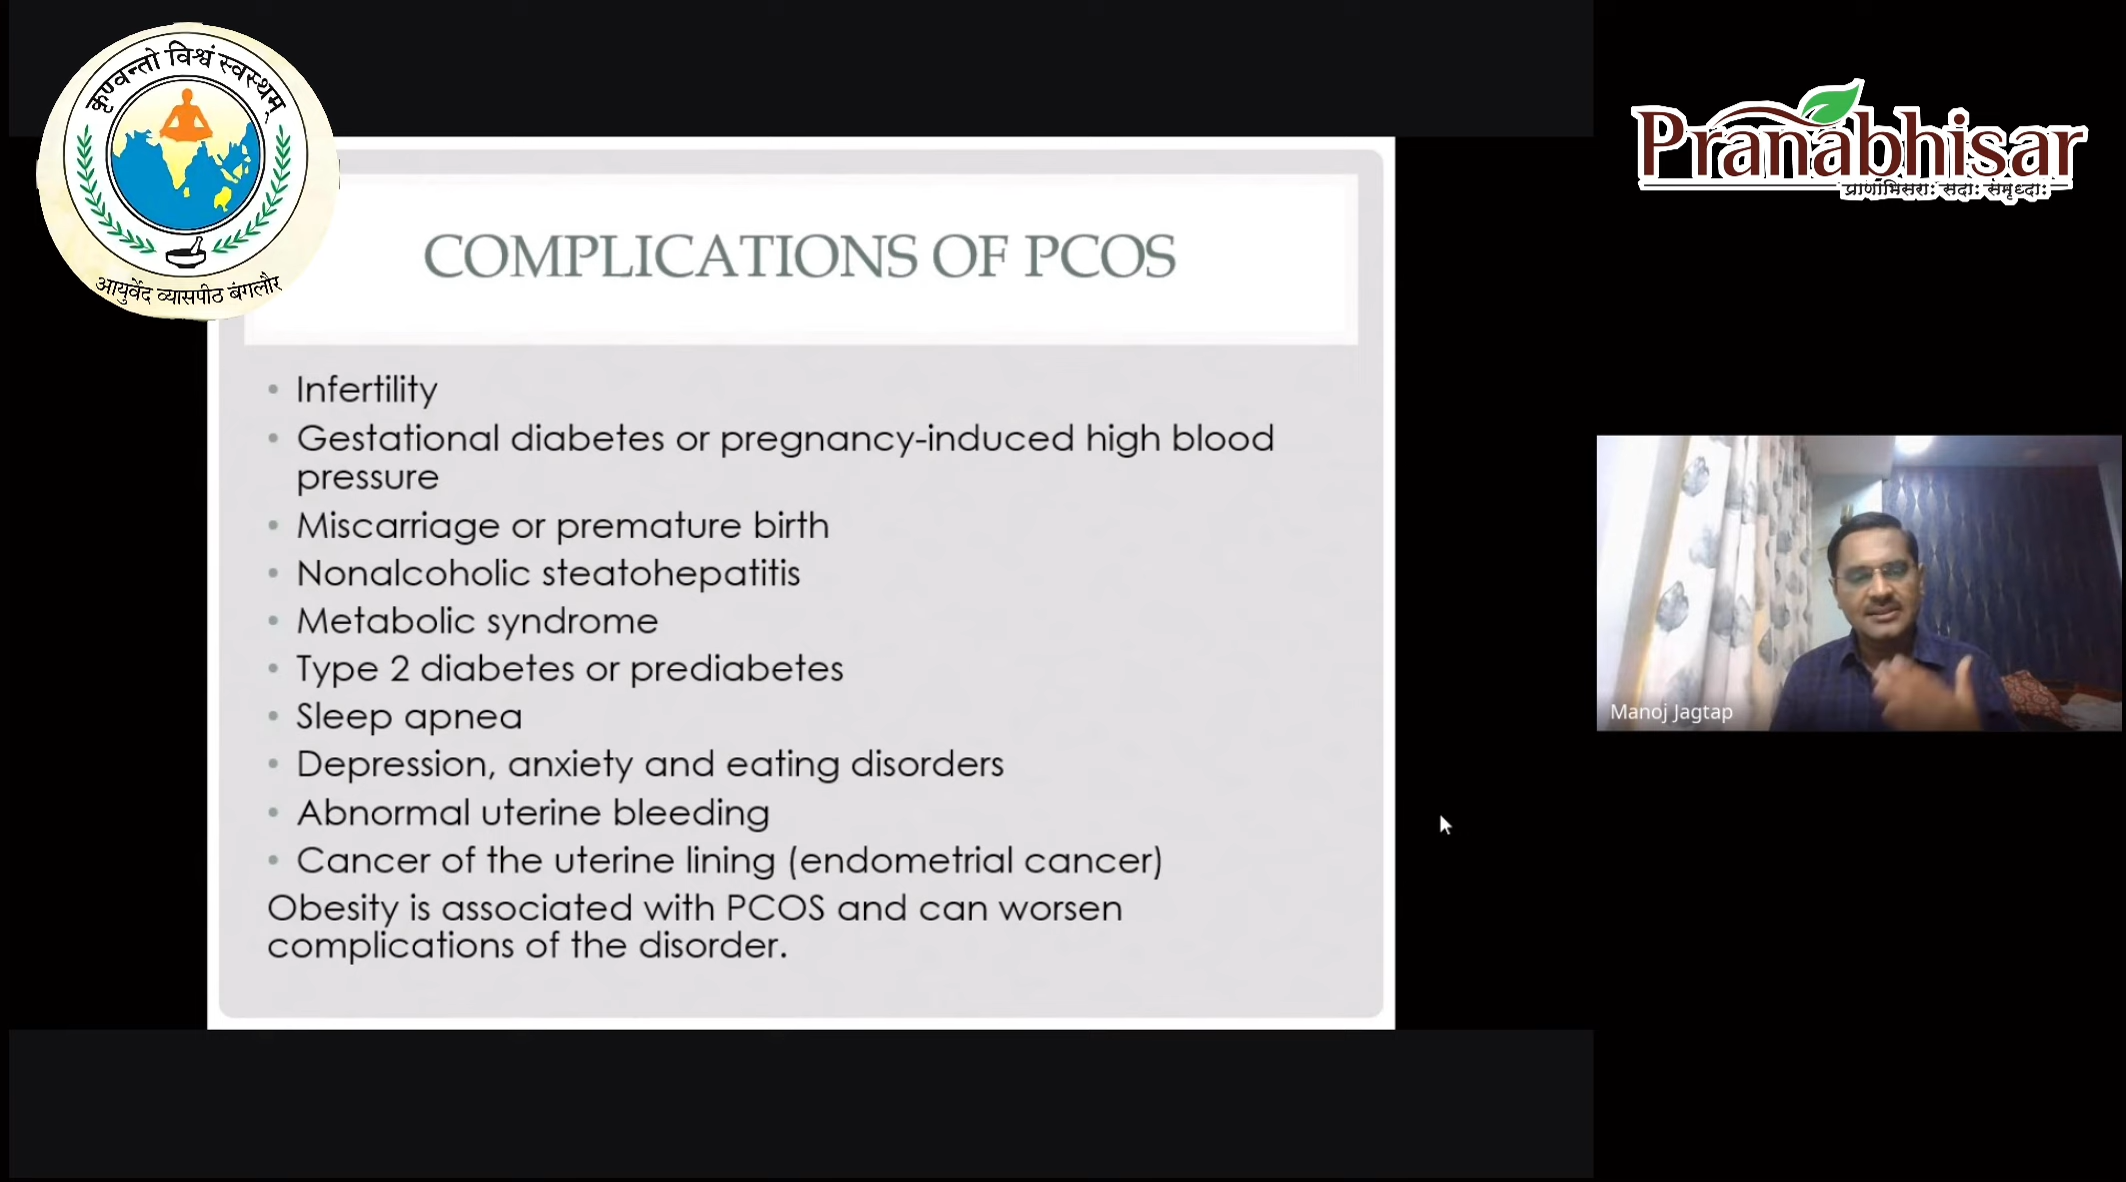 कृण्वन्तो विश्वं स्वस्थम्
आयुर्वेद व्यासपीठ बंगलौर
Pranabhisar
प्राणाभिसराः सदाः संमृध्दाः
COMPLICATIONS OF PCOS
• Infertility
• Gestational diabetes or pregnancy-induced high blood
pressure
• Miscarriage or premature birth
• Nonalcoholic steatohepatitis
• Metabolic syndrome
• Type 2 diabetes or prediabetes
• Sleep apnea
• Depression, anxiety and eating disorders
• Abnormal uterine bleeding
• Cancer of the uterine lining (endometrial cancer)
Obesity is associated with PCOS and can worsen
complications of the disorder.
Manoj Jagtap